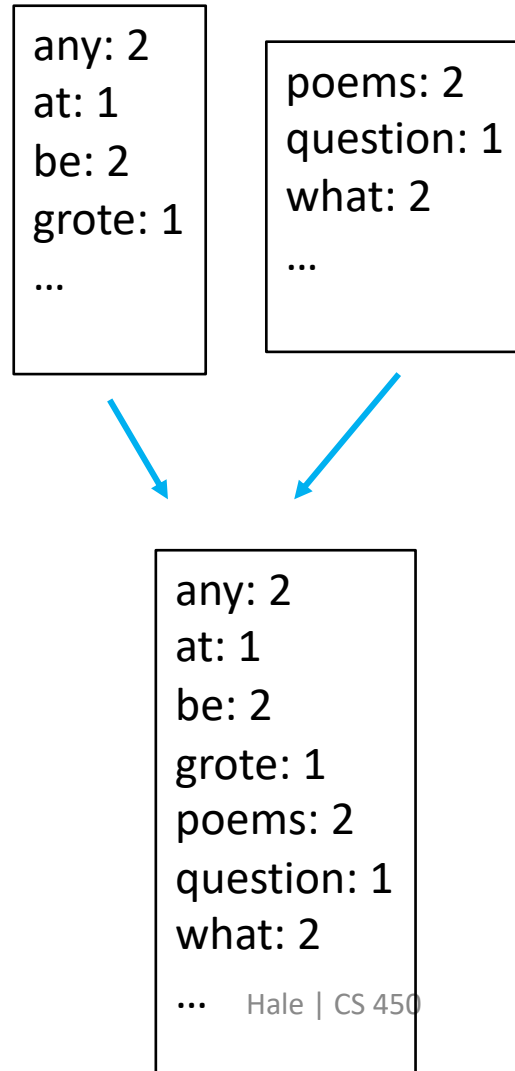 any: 2
at: 1
be: 2
grote: 1
...
poems: 2
question: 1
what: 2
...
any: 2
at: 1
be: 2
grote: 1
poems: 2
question: 1
what: 2
...
Hale | CS 450